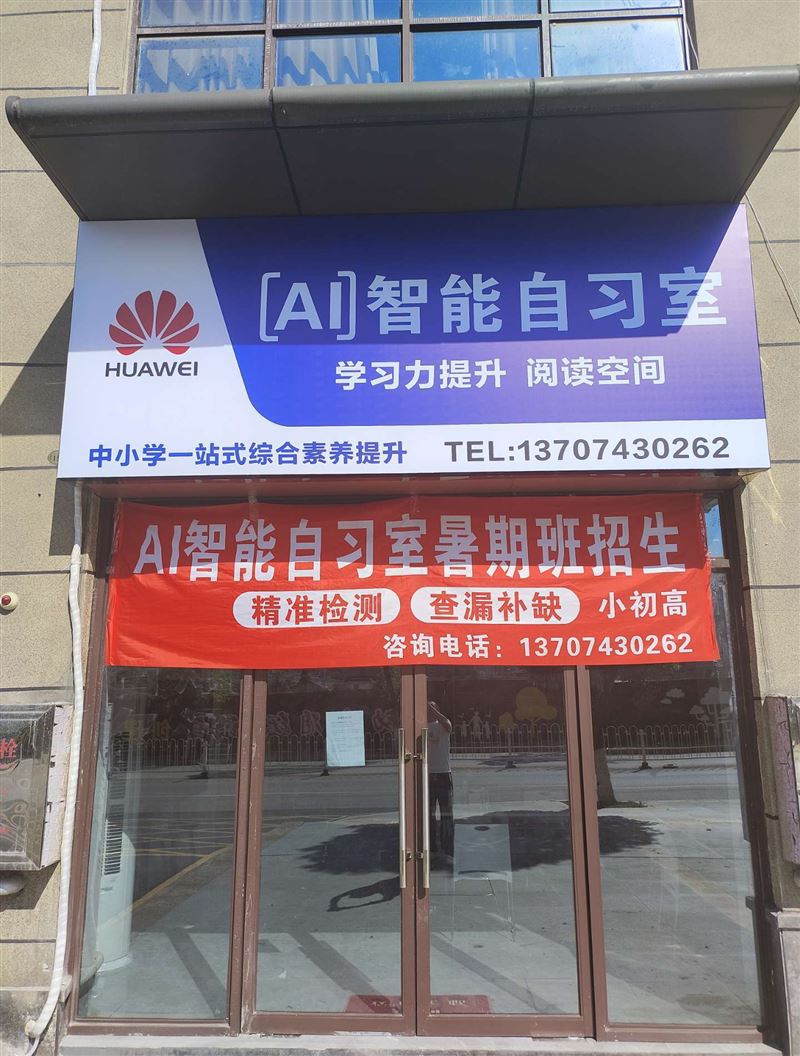 [AI]智能自习室
HUAWEI
学习力提升 阅读空间
中小学一站式综合素养提升 TEL:13707430262
AI智能自习室暑期班招生
精准检测 查漏补缺 小初高
咨询电话：13707430262
栓